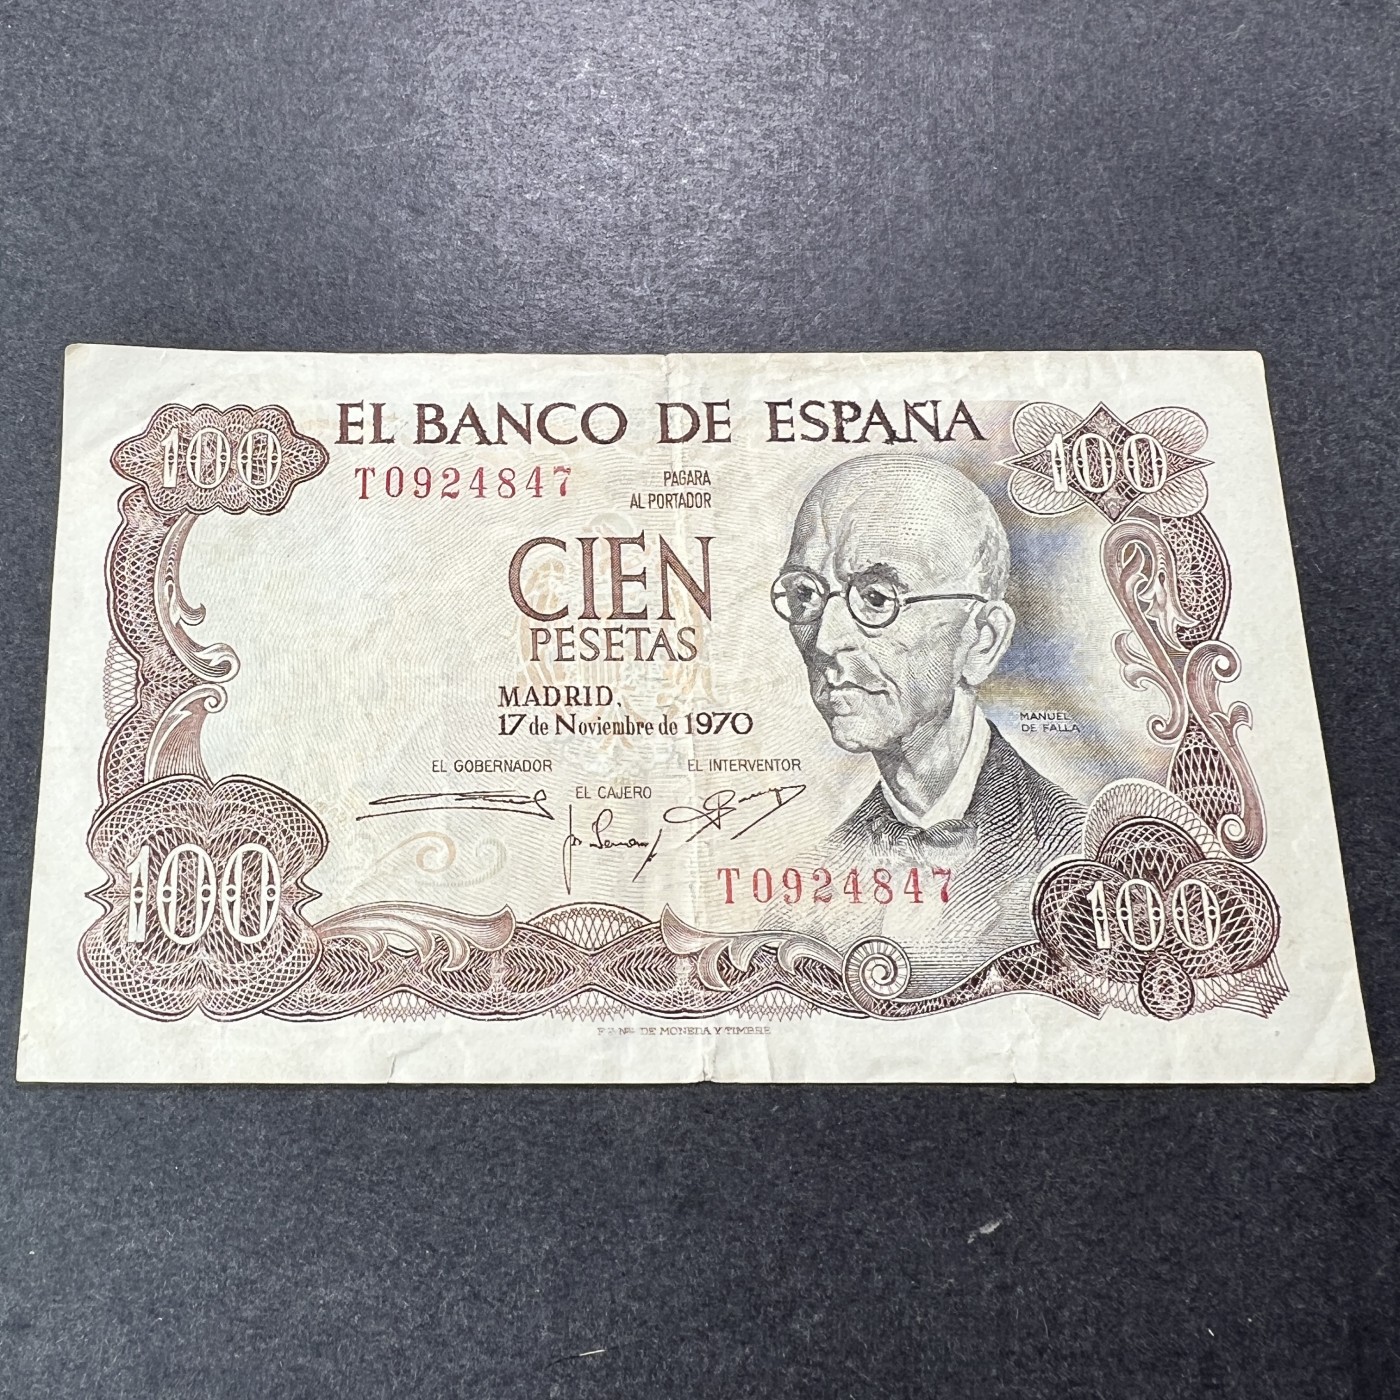 EL BANCO DE ESPAÑA
100
100
T0924847
PAGARA
AL PORTADOR
CIEN
PESETAS
MADRID,
17 de Noviembre de 1970
MANUEL
DE FALLA
EL GOBERNADOR
EL INTERVENTOR
EL CAJERO
T0924847
100
100
DE MONEDA Y TIMBRE